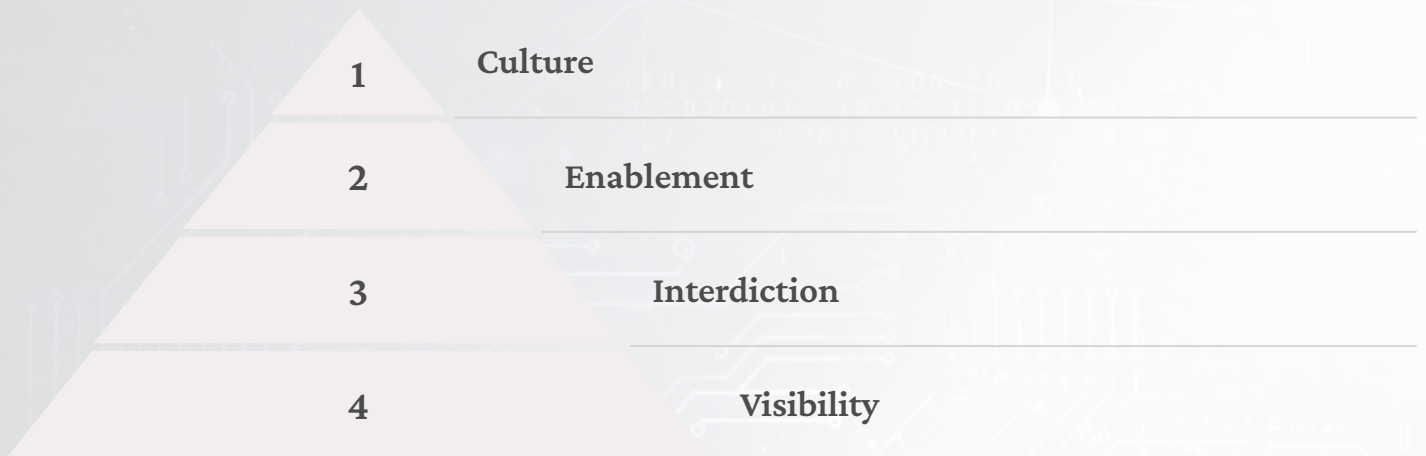 1
Culture
2
Enablement
3
Interdiction
4
Visibility